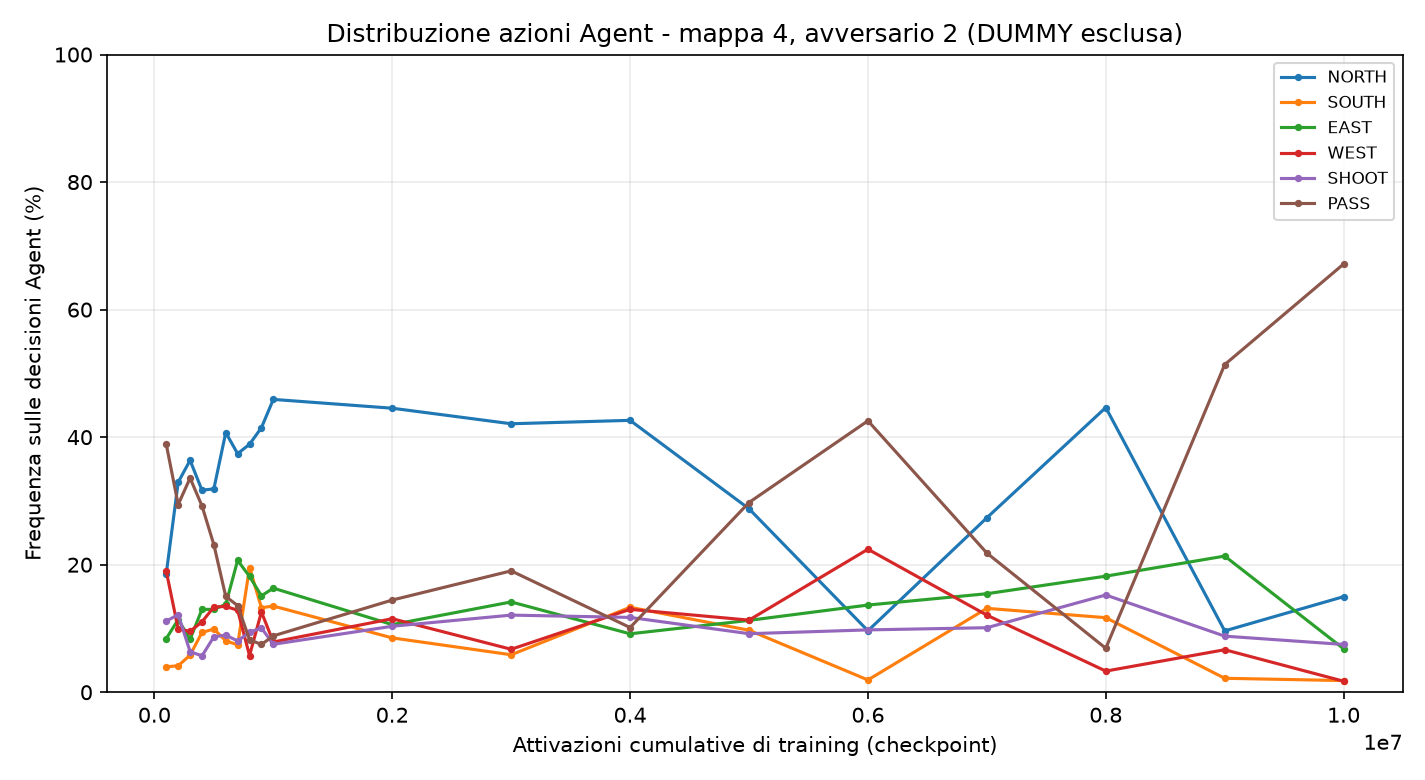 Distribuzione azioni Agent - mappa 4, avversario 2 (DUMMY esclusa)
Frequenza sulle decisioni Agent (%)
100
80
60
40
20
0
NORTH
SOUTH
EAST
WEST
SHOOT
PASS
0.0 0.2 0.4 0.6 0.8 1.0
1e7
Attivazioni cumulative di training (checkpoint)